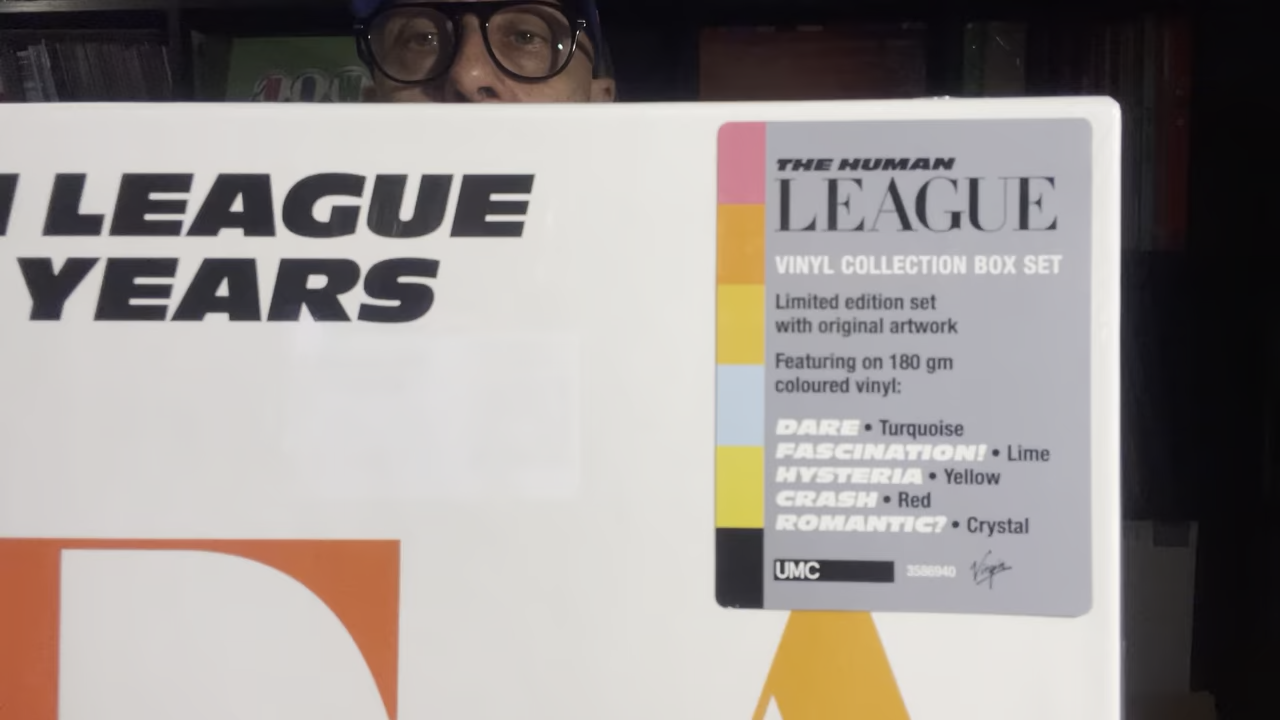 LEAGUE
YEARS
THE HUMAN
LEAGUE
VINYL COLLECTION BOX SET
Limited edition set
with original artwork
Featuring on 180 gm
coloured vinyl:
DARE • Turquoise
FASCINATION! • Lime
HYSTERIA • Yellow
CRASH • Red
ROMANTIC? • Crystal
UMC 3586940 Virgin